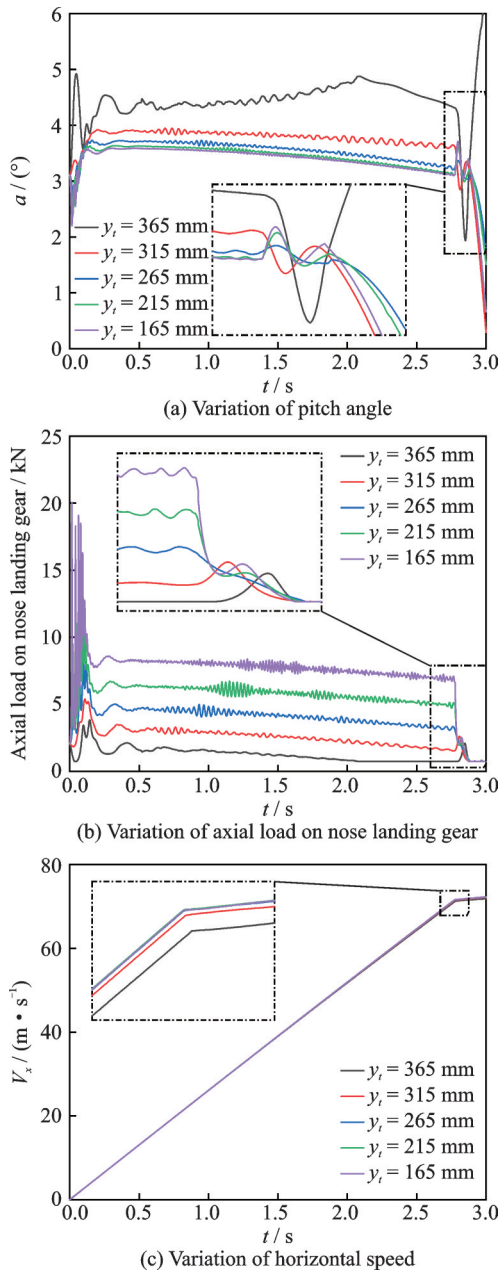 6
5
4
3
2
1
0
a / (°)
y_t = 365 mm
y_t = 315 mm
y_t = 265 mm
y_t = 215 mm
y_t = 165 mm
0.0 0.5 1.0 1.5 2.0 2.5 3.0
t / s
(a) Variation of pitch angle
25
20
15
10
5
0
Axial load on nose landing gear / kN
y_t = 365 mm
y_t = 315 mm
y_t = 265 mm
y_t = 215 mm
y_t = 165 mm
0.0 0.5 1.0 1.5 2.0 2.5 3.0
t / s
(b) Variation of axial load on nose landing gear
80
60
40
20
0
V_x / (m • s⁻¹)
y_t = 365 mm
y_t = 315 mm
y_t = 265 mm
y_t = 215 mm
y_t = 165 mm
0.0 0.5 1.0 1.5 2.0 2.5 3.0
t / s
(c) Variation of horizontal speed